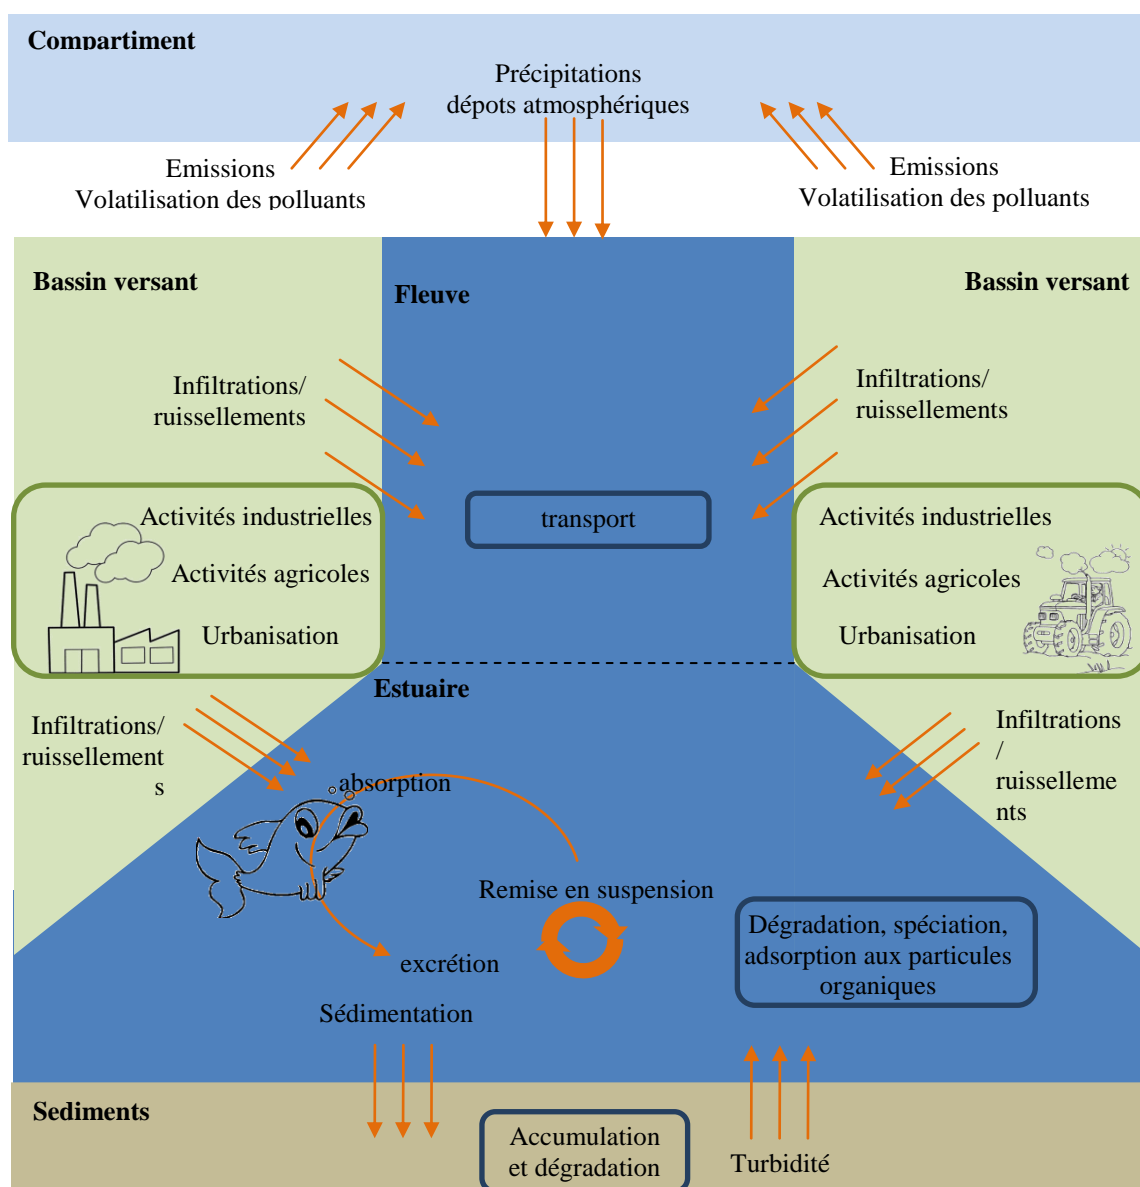 Compartiment
Précipitations
dépots atmosphériques
Emissions
Volatilisation des polluants
Emissions
Volatilisation des polluants
Bassin versant
Fleuve
Bassin versant
Infiltrations/
ruissellements
Infiltrations/
ruissellements
Activités industrielles
Activités agricoles
Urbanisation
transport
Activités industrielles
Activités agricoles
Urbanisation
Estuaire
Infiltrations/
ruissellement
s
Infiltrations
/
ruisselleme
nts
absorption
Remise en suspension
excrétion
Dégradation, spéciation,
adsorption aux particules
organiques
Sédimentation
Sediments
Accumulation
et dégradation
Turbidité